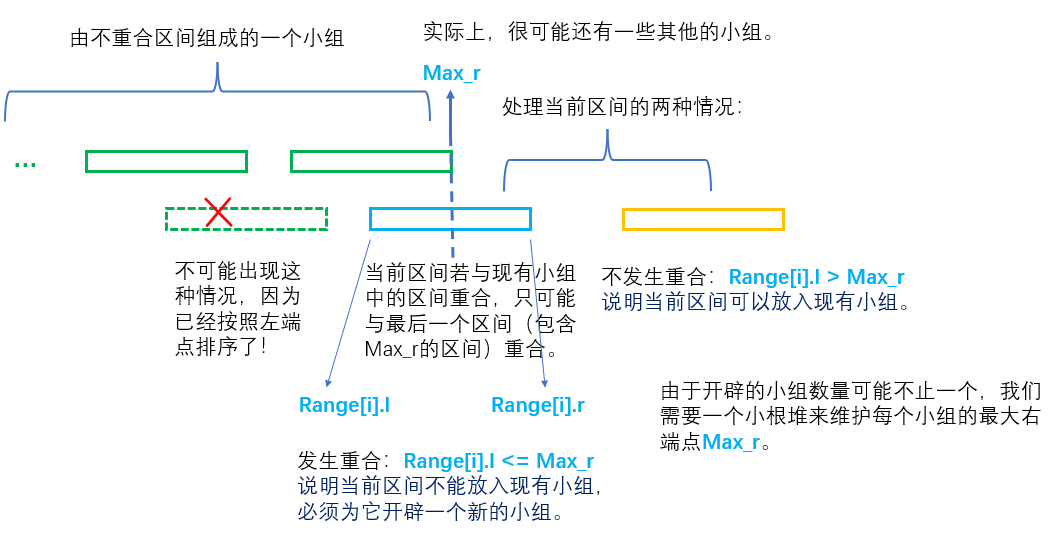 由不重合区间组成的一个小组
实际上，很可能还有一些其他的小组。
Max_r
处理当前区间的两种情况：
...
不可能出现这
种情况，因为
已经按照左端
点排序了！
当前区间若与现有小组
中的区间重合，只可能
与最后一个区间（包含
Max_r的区间）重合。
不发生重合：Range[i].l > Max_r
说明当前区间可以放入现有小组。
Range[i].l
Range[i].r
由于开辟的小组数量可能不止一个，我们
需要一个小根堆来维护每个小组的最大右
端点Max_r。
发生重合：Range[i].l <= Max_r
说明当前区间不能放入现有小组，
必须为它开辟一个新的小组。